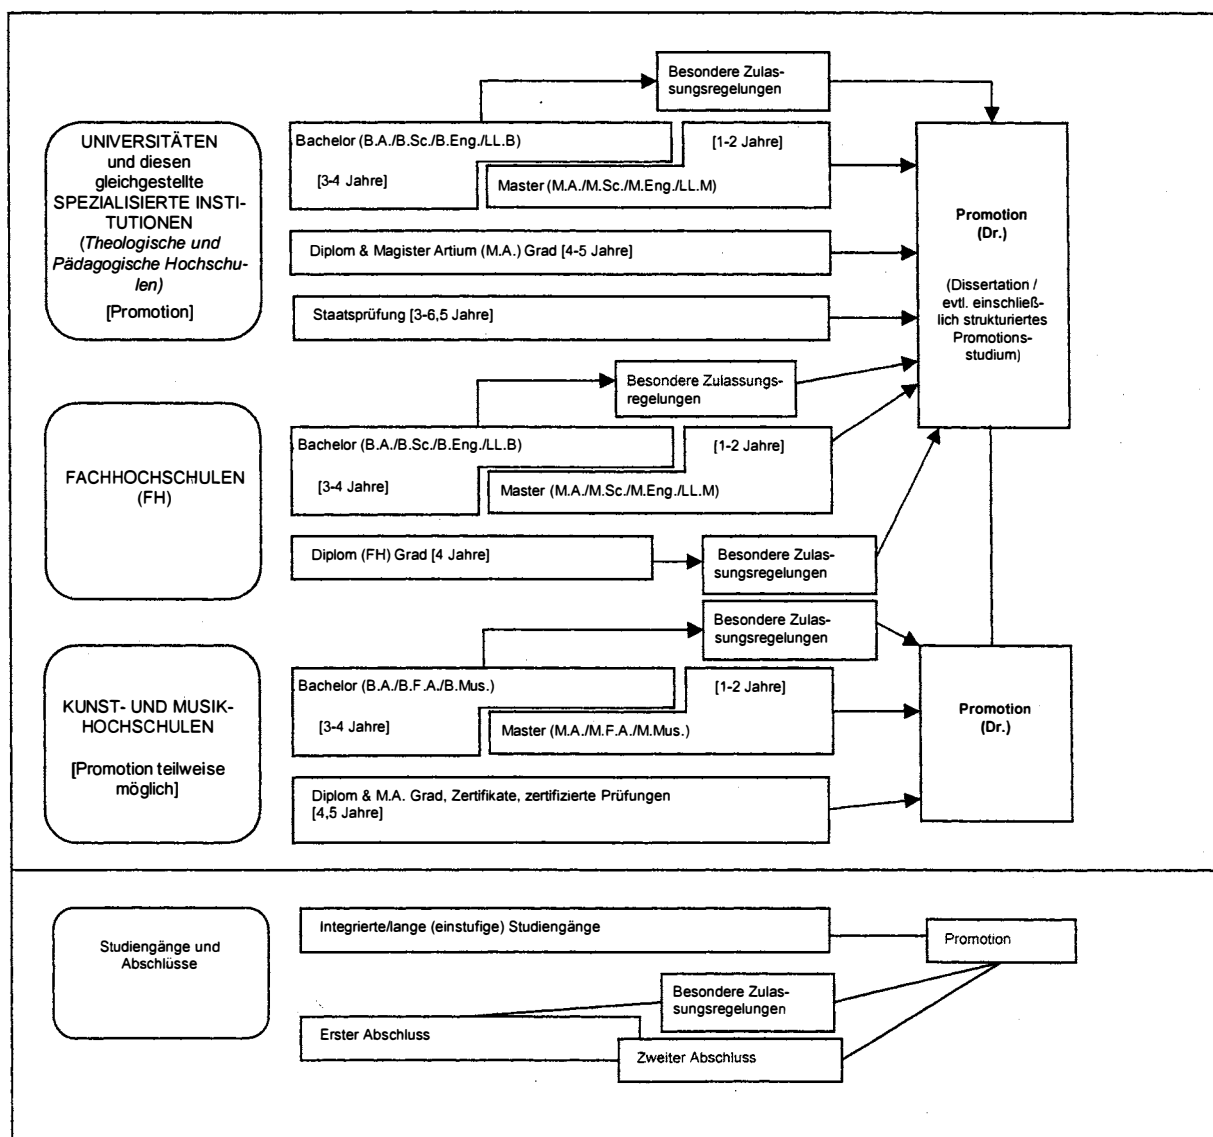 Besondere Zulas-
sungsregelungen
UNIVERSITÄTEN
und diesen
gleichgestellte
SPEZIALISIERTE INSTI-
TUTIONEN
(Theologische und
Pädagogische Hochschu-
len)
[Promotion]
Bachelor (B.A./B.Sc./B.Eng./LL.B)
[3-4 Jahre]
[1-2 Jahre]
Master (M.A./M.Sc./M.Eng./LL.M)
Diplom & Magister Artium (M.A.) Grad [4-5 Jahre]
Staatsprüfung [3-6,5 Jahre]
Promotion
(Dr.)
(Dissertation /
evtl. einschließ-
lich strukturiertes
Promotions-
studium)
Besondere Zulassungs-
regelungen
FACHHOCHSCHULEN
(FH)
Bachelor (B.A./B.Sc./B.Eng./LL.B)
[3-4 Jahre]
[1-2 Jahre]
Master (M.A./M.Sc./M.Eng./LL.M)
Diplom (FH) Grad [4 Jahre]
Besondere Zulas-
sungsregelungen
Besondere Zulas-
sungsregelungen
KUNST- UND MUSIK-
HOCHSCHULEN
[Promotion teilweise
möglich]
Bachelor (B.A./B.F.A./B.Mus.)
[3-4 Jahre]
[1-2 Jahre]
Master (M.A./M.F.A./M.Mus.)
Diplom & M.A. Grad, Zertifikate, zertifizierte Prüfungen
[4,5 Jahre]
Promotion
(Dr.)
Studiengänge und
Abschlüsse
Integrierte/lange (einstufige) Studiengänge
Promotion
Besondere Zulas-
sungsregelungen
Erster Abschluss
Zweiter Abschluss